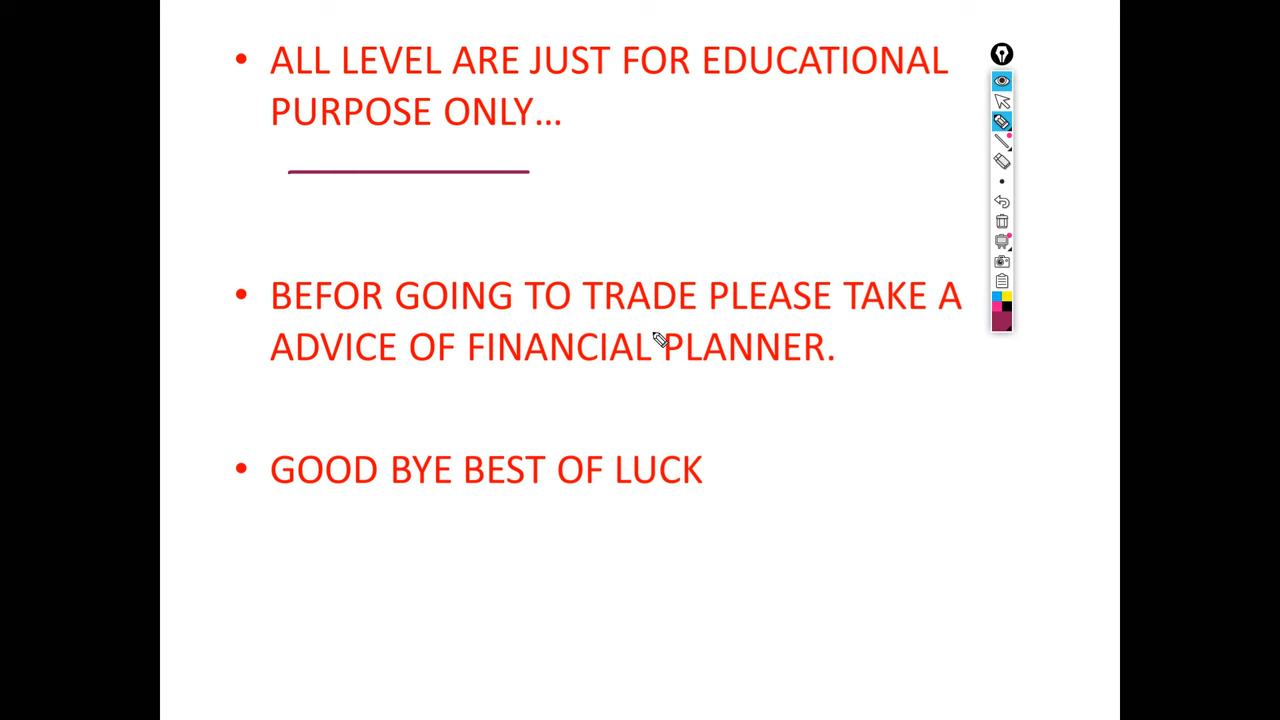 • ALL LEVEL ARE JUST FOR EDUCATIONAL
PURPOSE ONLY...
• BEFOR GOING TO TRADE PLEASE TAKE A
ADVICE OF FINANCIAL PLANNER.
• GOOD BYE BEST OF LUCK